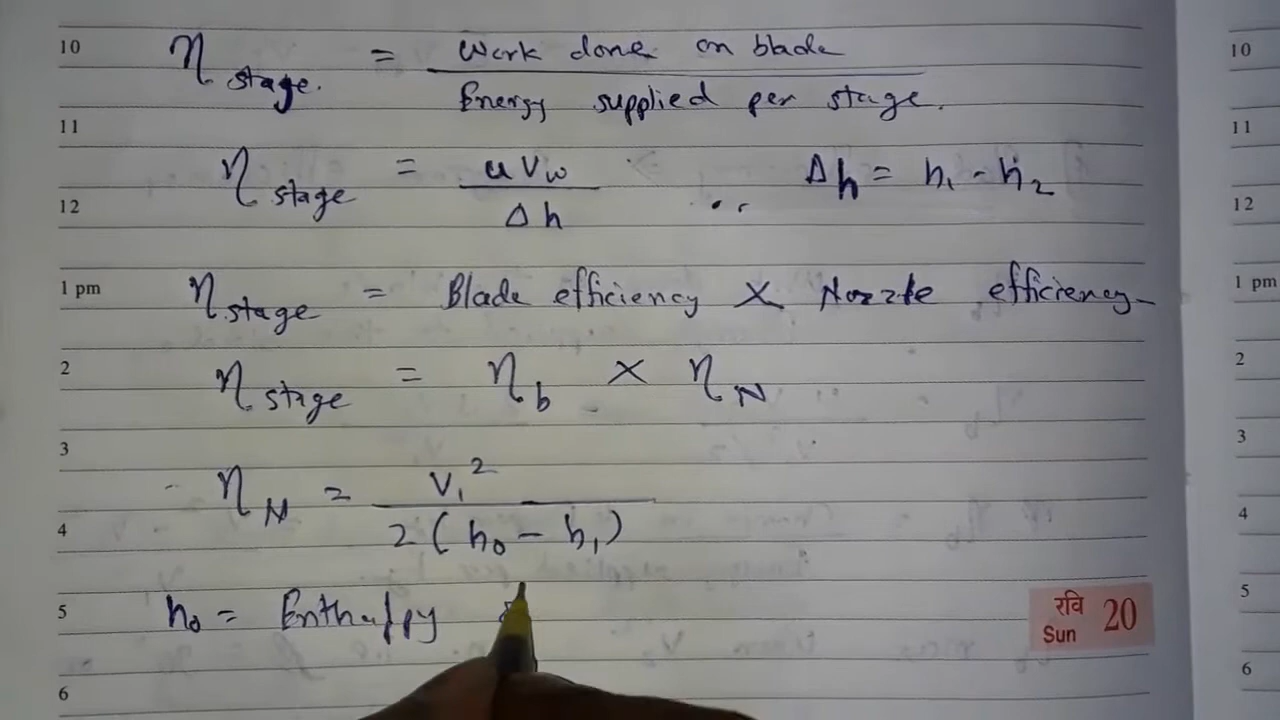 10 η stage. = Work done on blade / Energy supplied per stage. 10
11 11
η stage = u Vw / Δh ∴ Δh = h1 - h2
12 12
1 pm η stage = Blade efficiency × Nozzle efficiency 1 pm
2 η stage = ηb × ηN 2
3 3
ηN = V1² / 2(h0 - h1)
4 4
5 h0 = Enthalpy 5
रवि
Sun 20
6 6